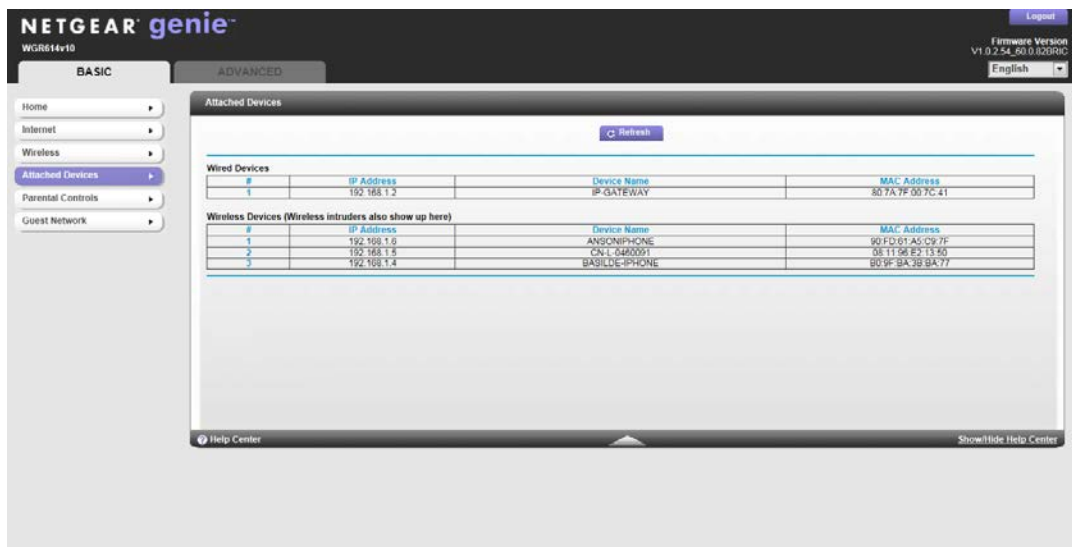 NETGEAR genie
Logout
WGR614v10
Firmware Version
V1.0.2.54_60.0.82BRIC
BASIC
ADVANCED
English
Home
Internet
Wireless
Attached Devices
Parental Controls
Guest Network
Attached Devices
Refresh
Wired Devices
# IP Address Device Name MAC Address
1 192.168.1.2 IP-GATEWAY 80:7A:7F:00:7C:41
Wireless Devices (Wireless intruders also show up here)
# IP Address Device Name MAC Address
1 192.168.1.6 ANSONIPHONE 90:FD:61:A5:C9:7F
2 192.168.1.5 CN-L-0460091 08:11:96:E2:13:50
3 192.168.1.4 BASILDE-IPHONE B0:9F:BA:3B:BA:77
Help Center
Show/Hide Help Center